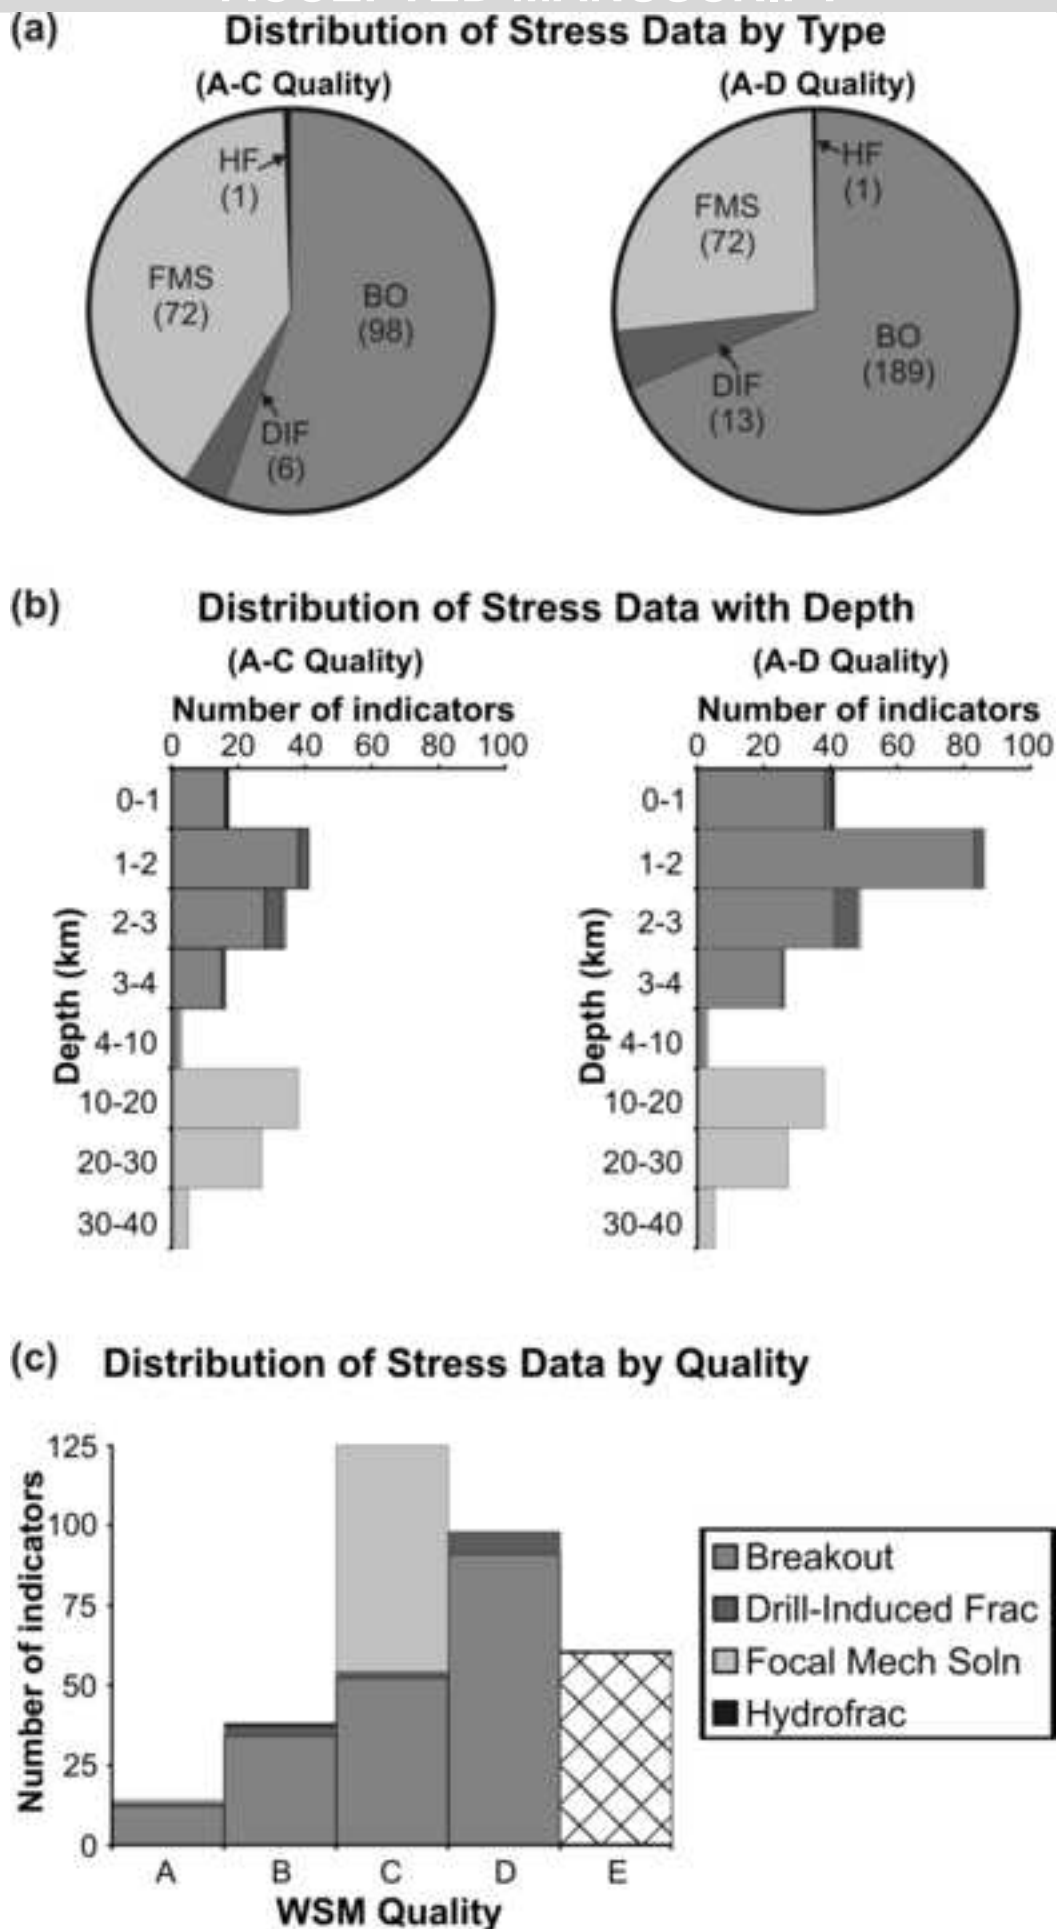 (a) Distribution of Stress Data by Type
(A-C Quality) (A-D Quality)
HF
(1)
FMS
(72)
BO
(98)
DIF
(6)
HF
(1)
FMS
(72)
BO
(189)
DIF
(13)
(b) Distribution of Stress Data with Depth
(A-C Quality) (A-D Quality)
Number of indicators Number of indicators
0 20 40 60 80 100 0 20 40 60 80 100
Depth (km)
0-1
1-2
2-3
3-4
4-10
10-20
20-30
30-40
Depth (km)
0-1
1-2
2-3
3-4
4-10
10-20
20-30
30-40
(c) Distribution of Stress Data by Quality
Number of indicators
125
100
75
50
25
0
A B C D E
WSM Quality
Breakout
Drill-Induced Frac
Focal Mech Soln
Hydrofrac